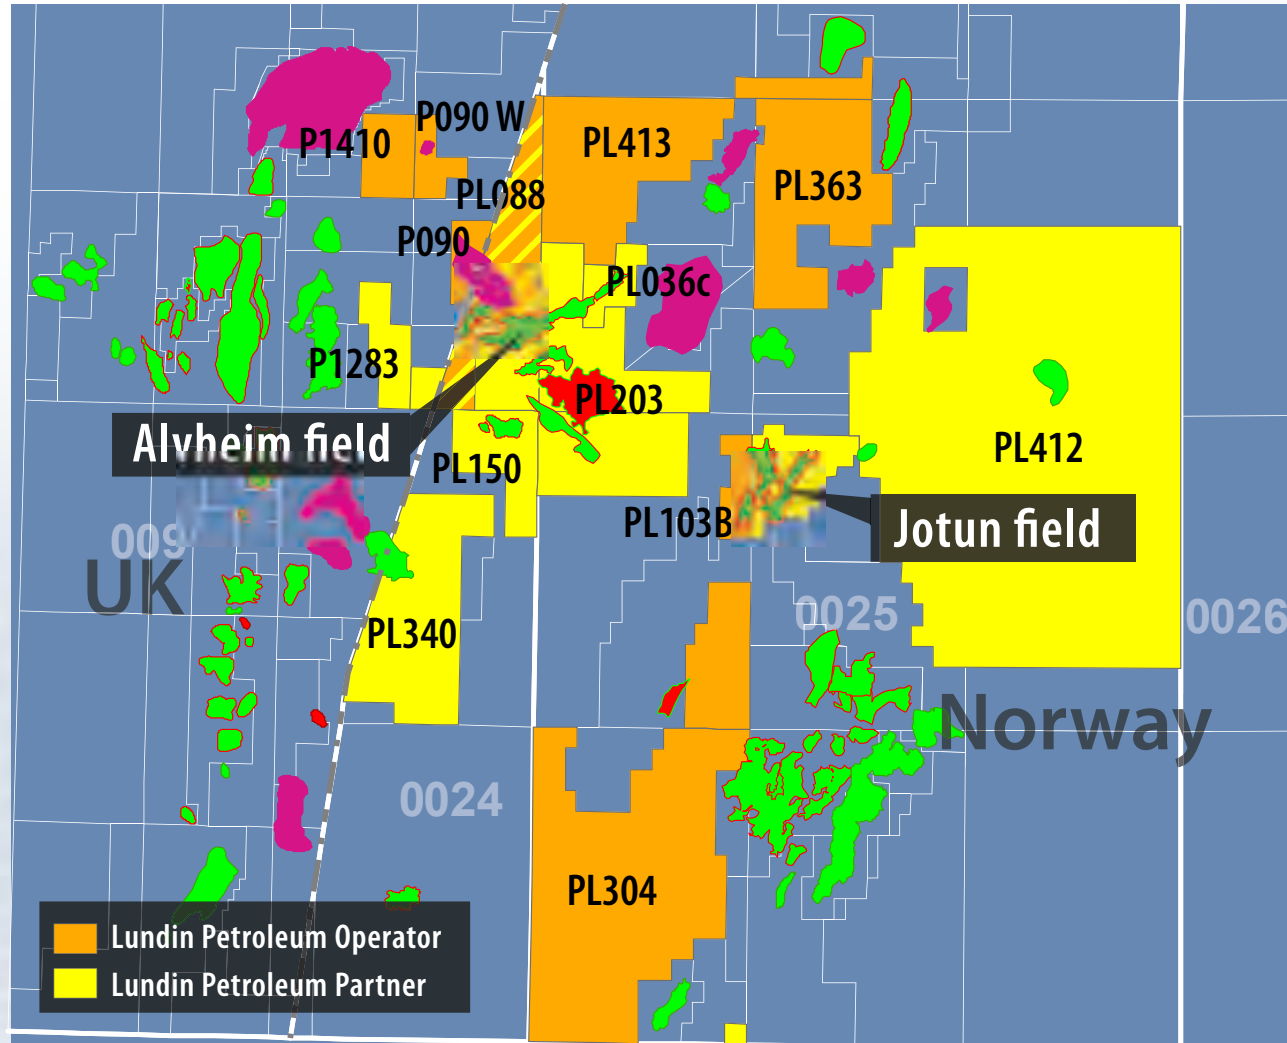 P090 W
P1410
PL413
PL363
PL088
P090
PL036c
P1283
PL203
Alvheim field
PL150
PL412
PL103B
Jotun field
009
UK
0025
0026
PL340
Norway
0024
PL304
Lundin Petroleum Operator
Lundin Petroleum Partner